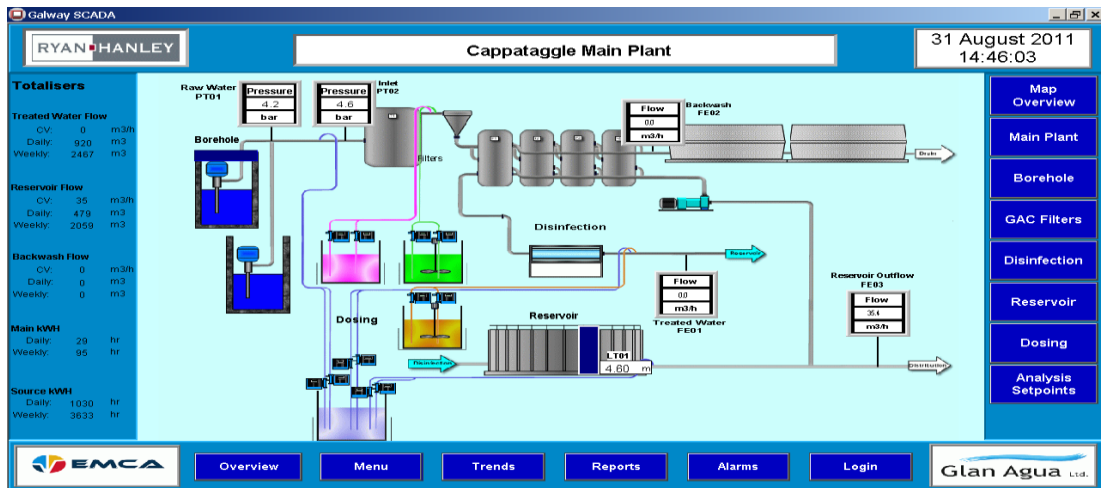 Galway SCADA
RYAN HANLEY
Cappataggle Main Plant
31 August 2011
14:46:03
Totalisers
Treated Water Flow
CV: 0 m3/h
Daily: 920 m3
Weekly: 2467 m3
Reservoir Flow
CV: 35 m3/h
Daily: 479 m3
Weekly: 2059 m3
Backwash Flow
CV: 0 m3/h
Daily: 0 m3
Weekly: 0 m3
Main kWH
Daily: 29 hr
Weekly: 95 hr
Source kWH
Daily: 1030 hr
Weekly: 3633 hr
Raw Water
PT01
Pressure
4.2
bar
Pressure
4.6
bar
Inlet
PT02
Borehole
Filters
Flow
0.0
m3/h
Backwash
FE02
Drain
Disinfection
Reservoir
Flow
0.0
m3/h
Treated Water
FE01
Reservoir Outflow
FE03
Flow
35.4
m3/h
Dosing
Reservoir
Disinfection
LT01
4.60 m
Distribution
Map
Overview
Main Plant
Borehole
GAC Filters
Disinfection
Reservoir
Dosing
Analysis
Setpoints
EMCA
Overview
Menu
Trends
Reports
Alarms
Login
Glan Agua Ltd.